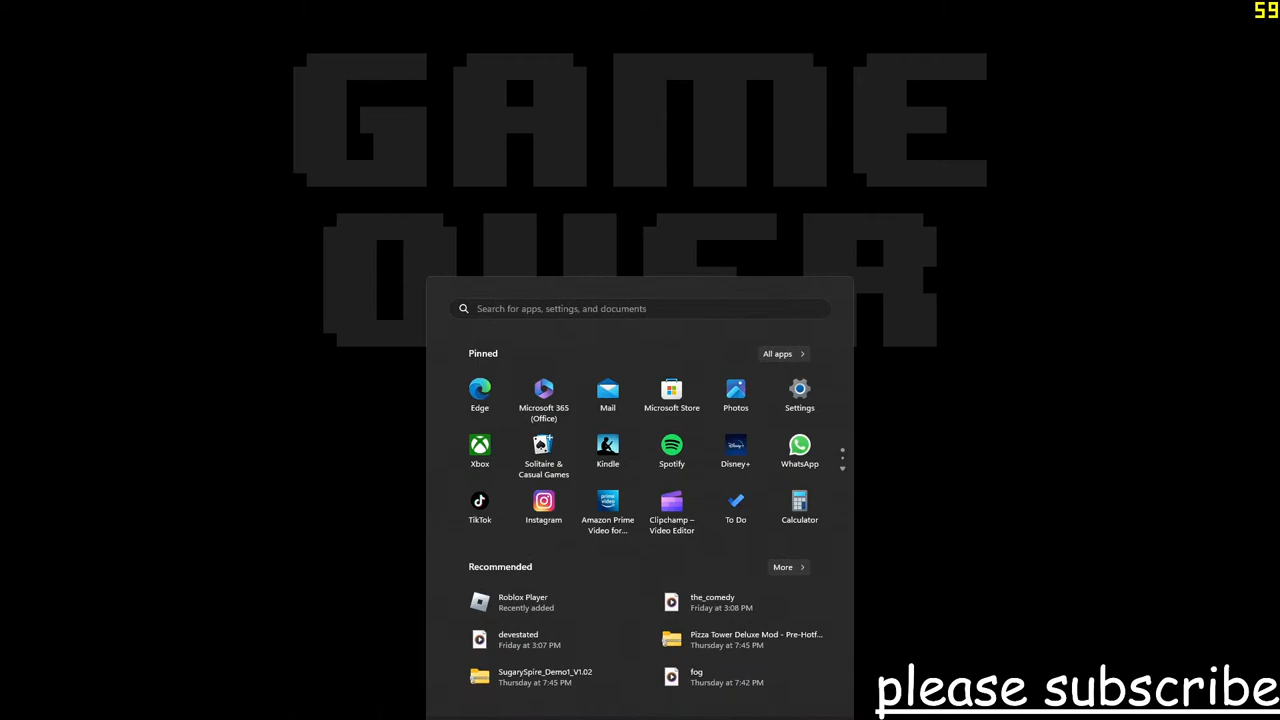 59
GAME
OVER
Search for apps, settings, and documents
Pinned
All apps
Edge
Microsoft 365
(Office)
Mail
Microsoft Store
Photos
Settings
Xbox
Solitaire &
Casual Games
Kindle
Spotify
Disney+
WhatsApp
TikTok
Instagram
Amazon Prime
Video for...
Clipchamp –
Video Editor
To Do
Calculator
Recommended
More
Roblox Player
Recently added
the_comedy
Friday at 3:08 PM
devestated
Friday at 3:07 PM
Pizza Tower Deluxe Mod - Pre-Hotf...
Thursday at 7:45 PM
SugarySpire_Demo1_V1.02
Thursday at 7:45 PM
fog
Thursday at 7:42 PM
please subscribe